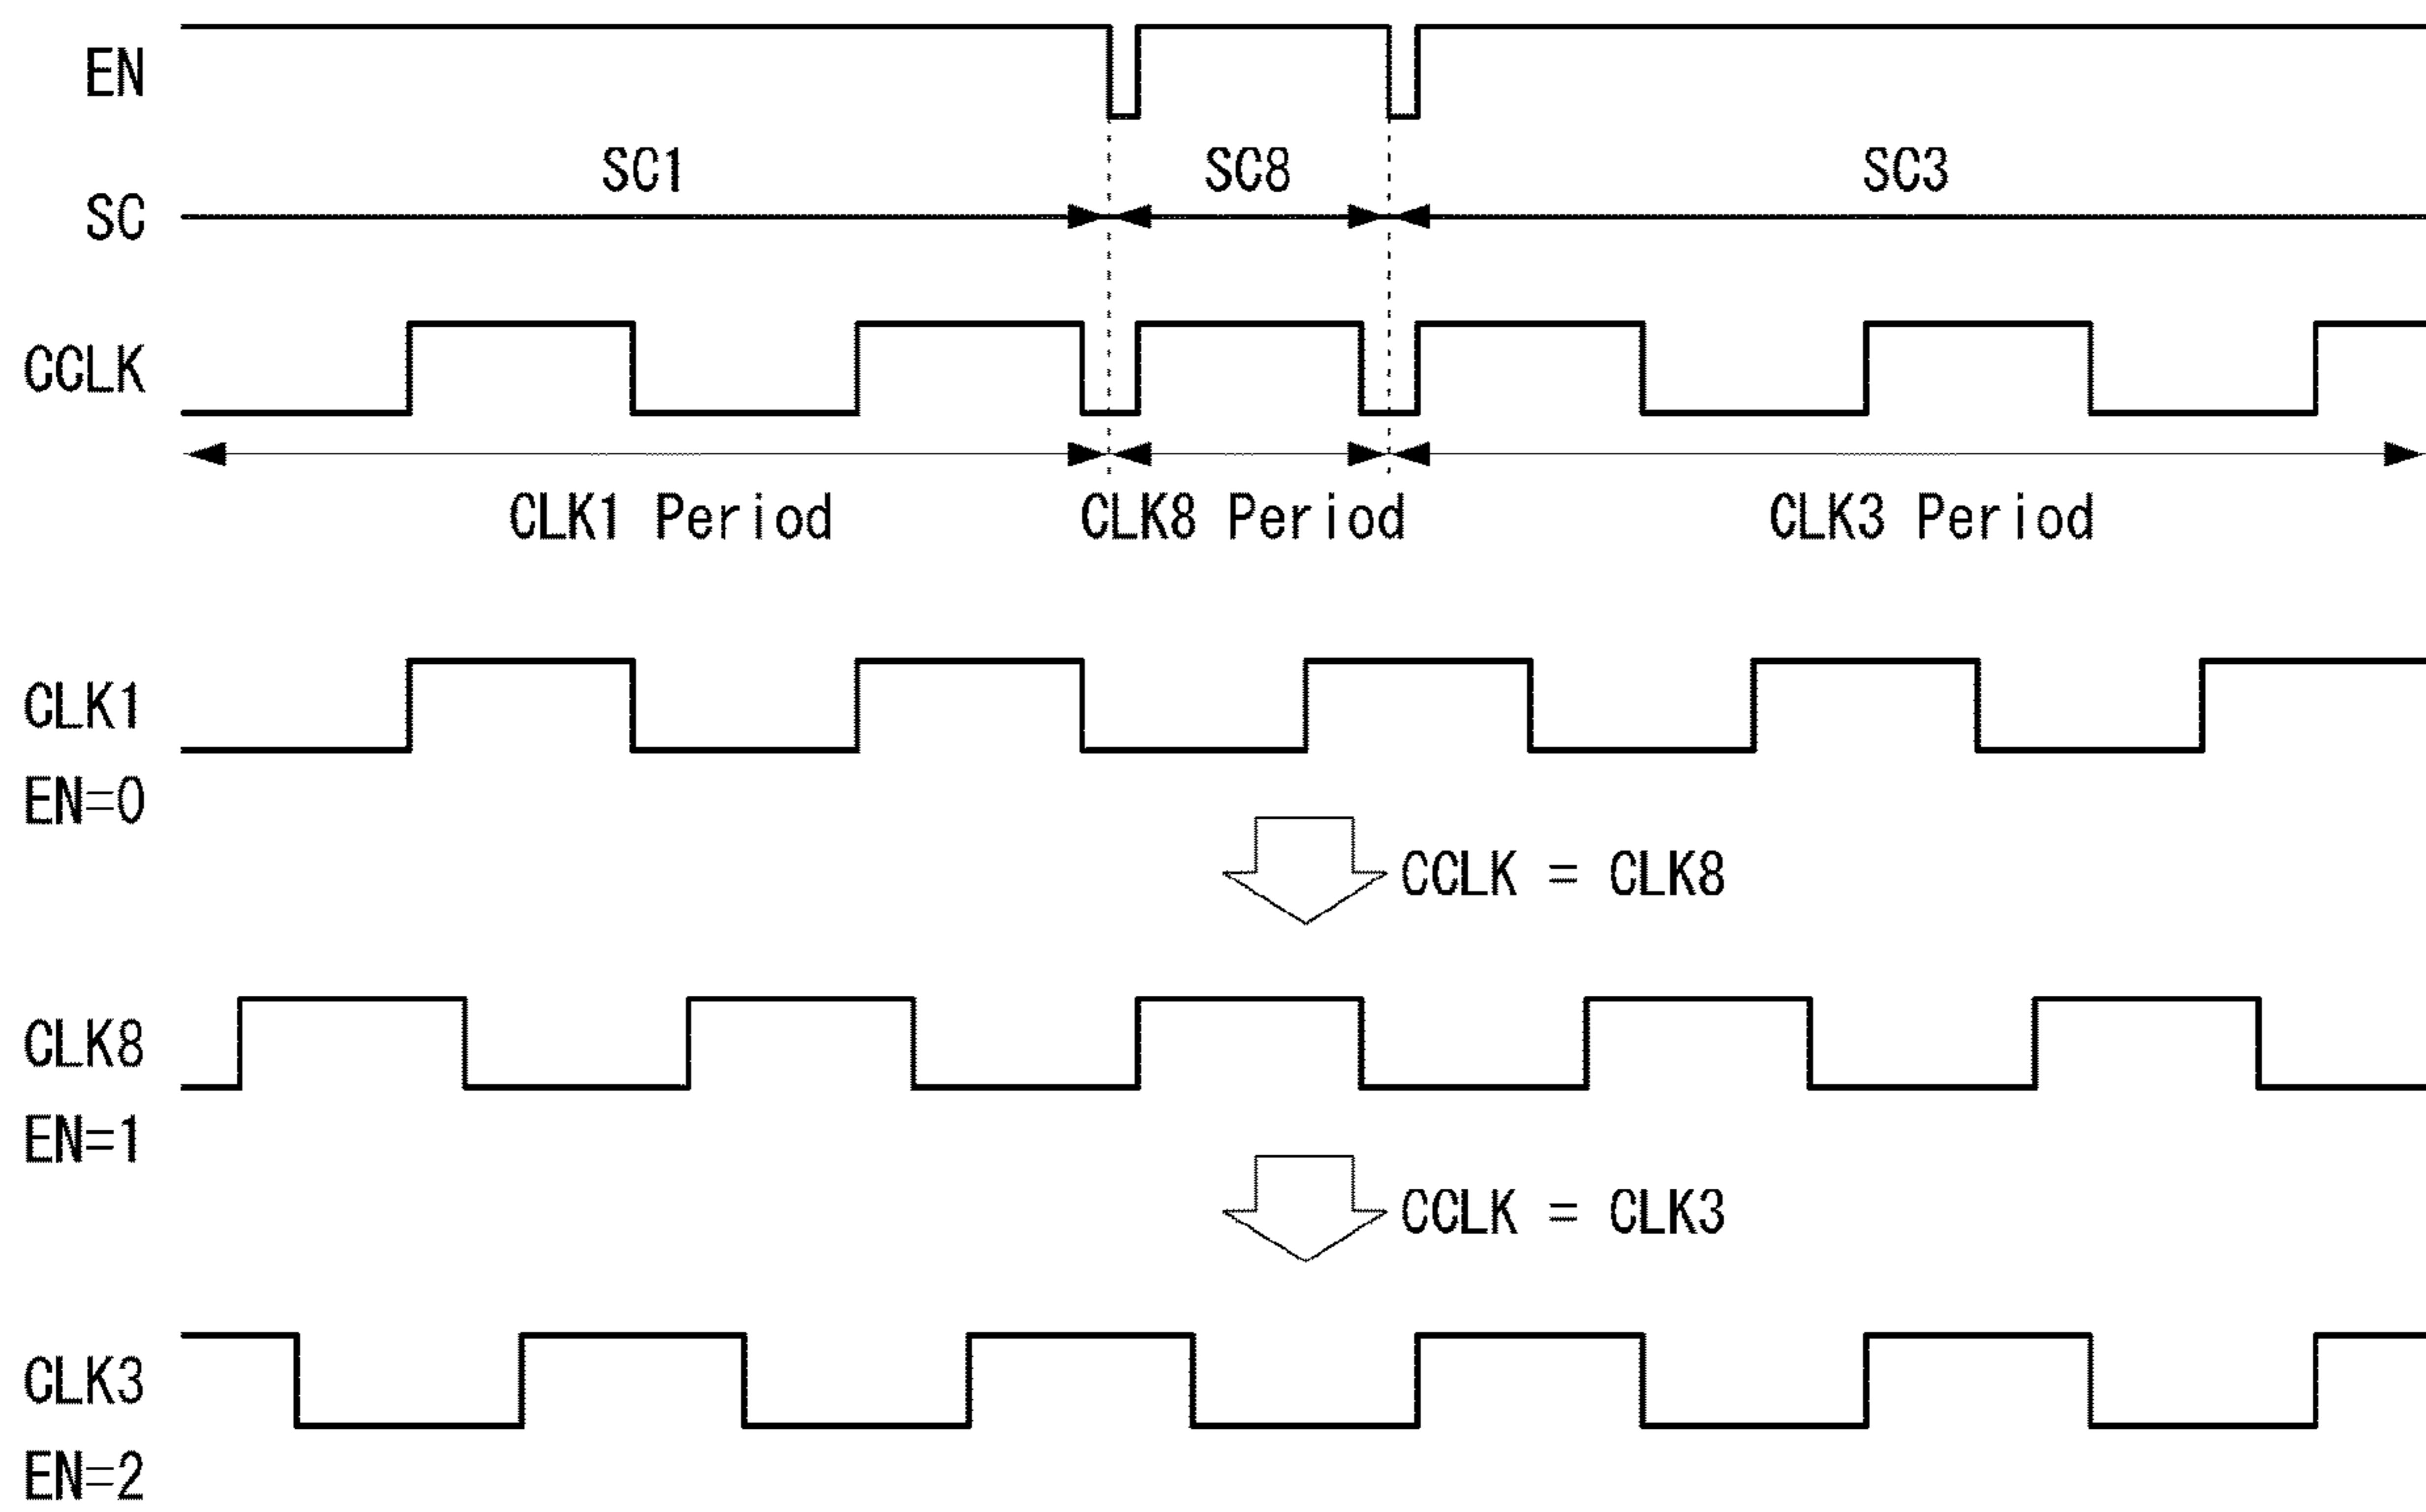 EN
SC1 SC8 SC3
SC
CCLK
CLK1 Period CLK8 Period CLK3 Period
CLK1
EN=0
CCLK = CLK8
CLK8
EN=1
CCLK = CLK3
CLK3
EN=2